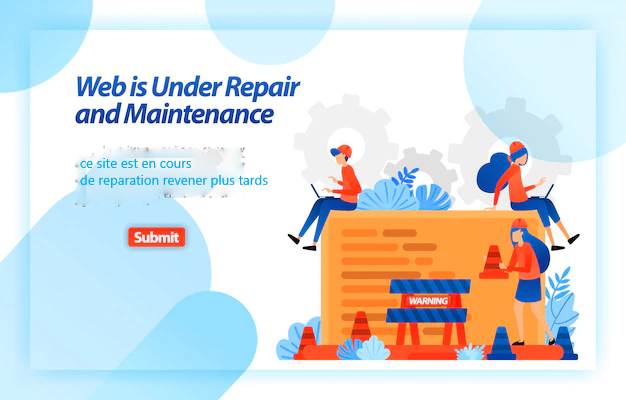 Web is Under Repair
and Maintenance
ce site est en cours
de reparation revener plus tards
Submit
WARNING